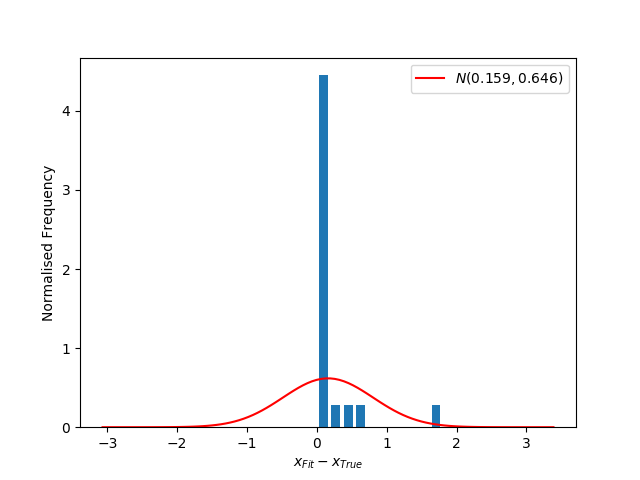 N(0.159, 0.646)
4
3
2
1
0
Normalised Frequency
−3 −2 −1 0 1 2 3
x_Fit − x_True